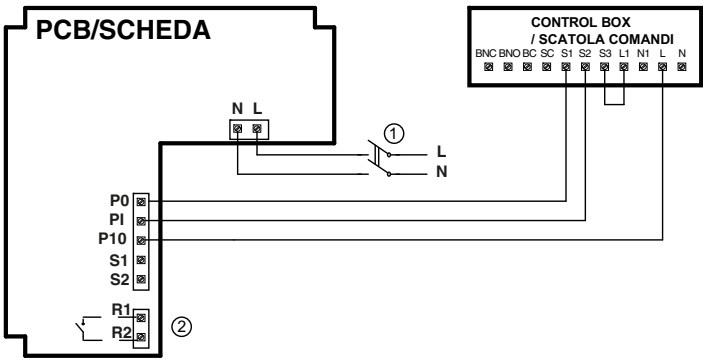 PCB/SCHEDA
CONTROL BOX
/ SCATOLA COMANDI
BNC BNO BC SC S1 S2 S3 L1 N1 L N
N L
1
L
N
P0
PI
P10
S1
S2
R1
R2
2